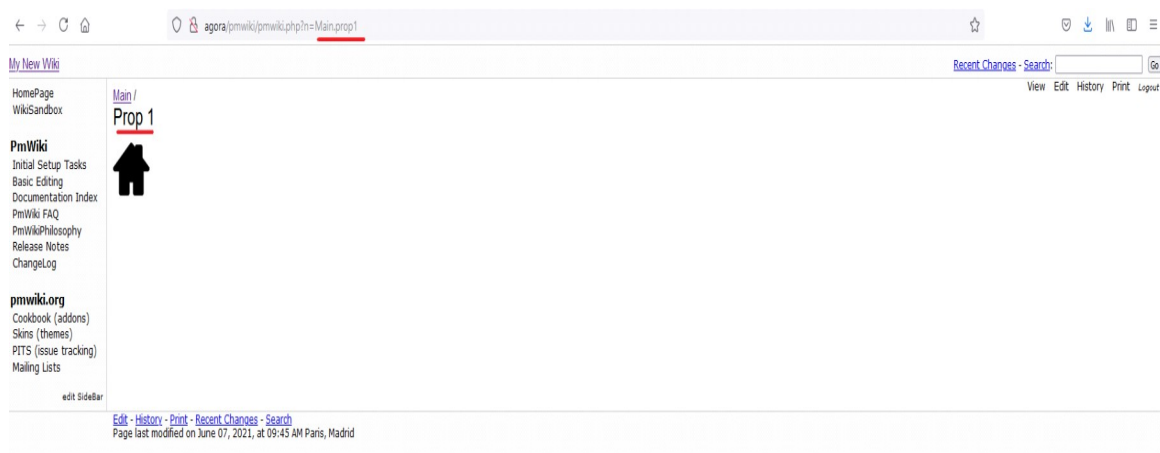 agora/pmwiki/pmwiki.php?n=Main.prop1
My New Wiki
Recent Changes - Search: Go
View Edit History Print Logout
HomePage
WikiSandbox
PmWiki
Initial Setup Tasks
Basic Editing
Documentation Index
PmWiki FAQ
PmWikiPhilosophy
Release Notes
ChangeLog
pmwiki.org
Cookbook (addons)
Skins (themes)
PITS (issue tracking)
Mailing Lists
edit SideBar
Main /
Prop 1
Edit - History - Print - Recent Changes - Search
Page last modified on June 07, 2021, at 09:45 AM Paris, Madrid